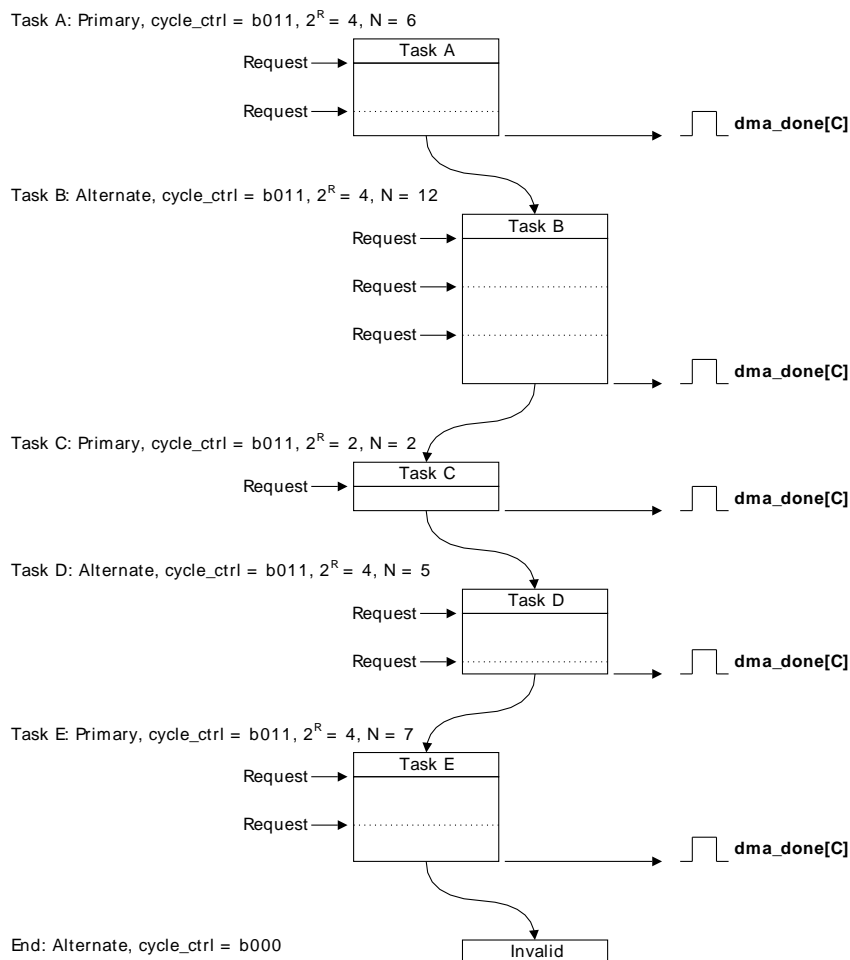 Task A: Primary, cycle_ctrl = b011, 2^R = 4, N = 6
Task A
Request
Request
dma_done[C]
Task B: Alternate, cycle_ctrl = b011, 2^R = 4, N = 12
Task B
Request
Request
Request
dma_done[C]
Task C: Primary, cycle_ctrl = b011, 2^R = 2, N = 2
Task C
Request
dma_done[C]
Task D: Alternate, cycle_ctrl = b011, 2^R = 4, N = 5
Task D
Request
Request
dma_done[C]
Task E: Primary, cycle_ctrl = b011, 2^R = 4, N = 7
Task E
Request
Request
dma_done[C]
End: Alternate, cycle_ctrl = b000
Invalid